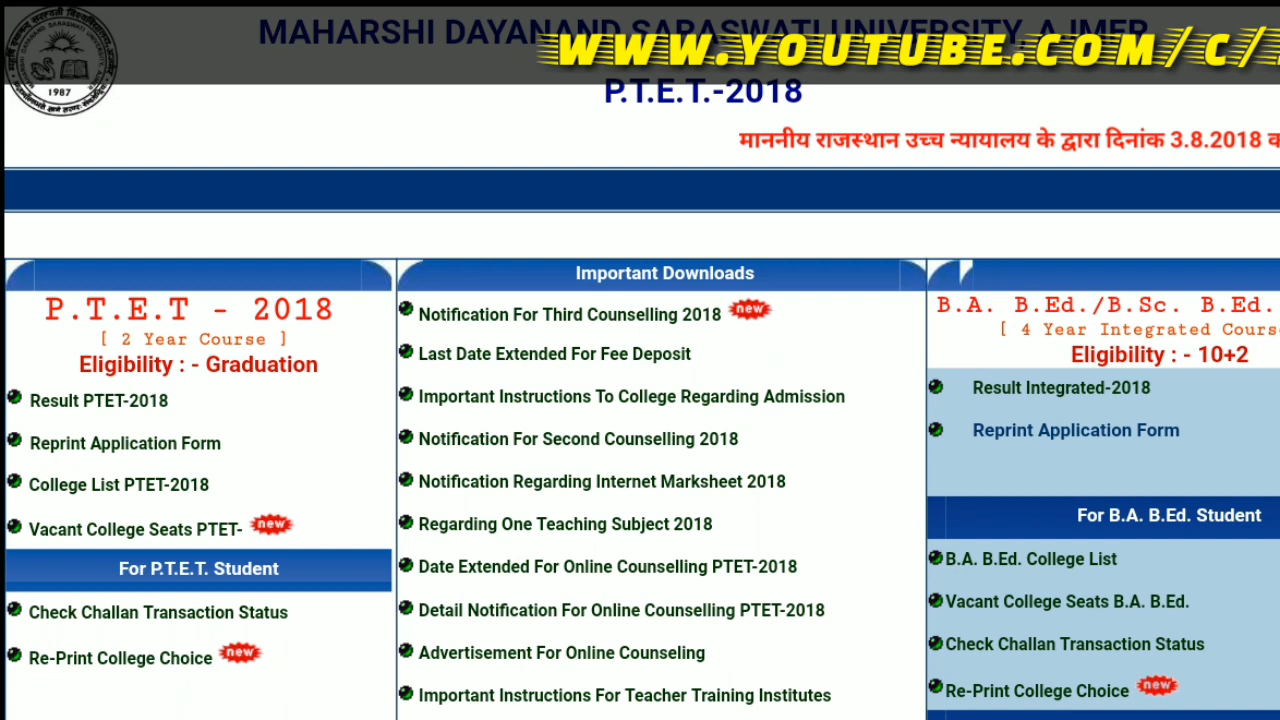 MAHARSHI DAYANAND SARASWATI UNIVERSITY, AJMER
WWW.YOUTUBE.COM/C/
1987
P.T.E.T.-2018
माननीय राजस्थान उच्च न्यायालय के द्वारा दिनांक 3.8.2018
P.T.E.T - 2018
[ 2 Year Course ]
Eligibility : - Graduation
Result PTET-2018
Reprint Application Form
College List PTET-2018
Vacant College Seats PTET- new
For P.T.E.T. Student
Check Challan Transaction Status
Re-Print College Choice new
Important Downloads
Notification For Third Counselling 2018 new
Last Date Extended For Fee Deposit
Important Instructions To College Regarding Admission
Notification For Second Counselling 2018
Notification Regarding Internet Marksheet 2018
Regarding One Teaching Subject 2018
Date Extended For Online Counselling PTET-2018
Detail Notification For Online Counselling PTET-2018
Advertisement For Online Counseling
Important Instructions For Teacher Training Institutes
B.A. B.Ed./B.Sc. B.Ed.
[ 4 Year Integrated Cours
Eligibility : - 10+2
Result Integrated-2018
Reprint Application Form
For B.A. B.Ed. Student
B.A. B.Ed. College List
Vacant College Seats B.A. B.Ed.
Check Challan Transaction Status
Re-Print College Choice new